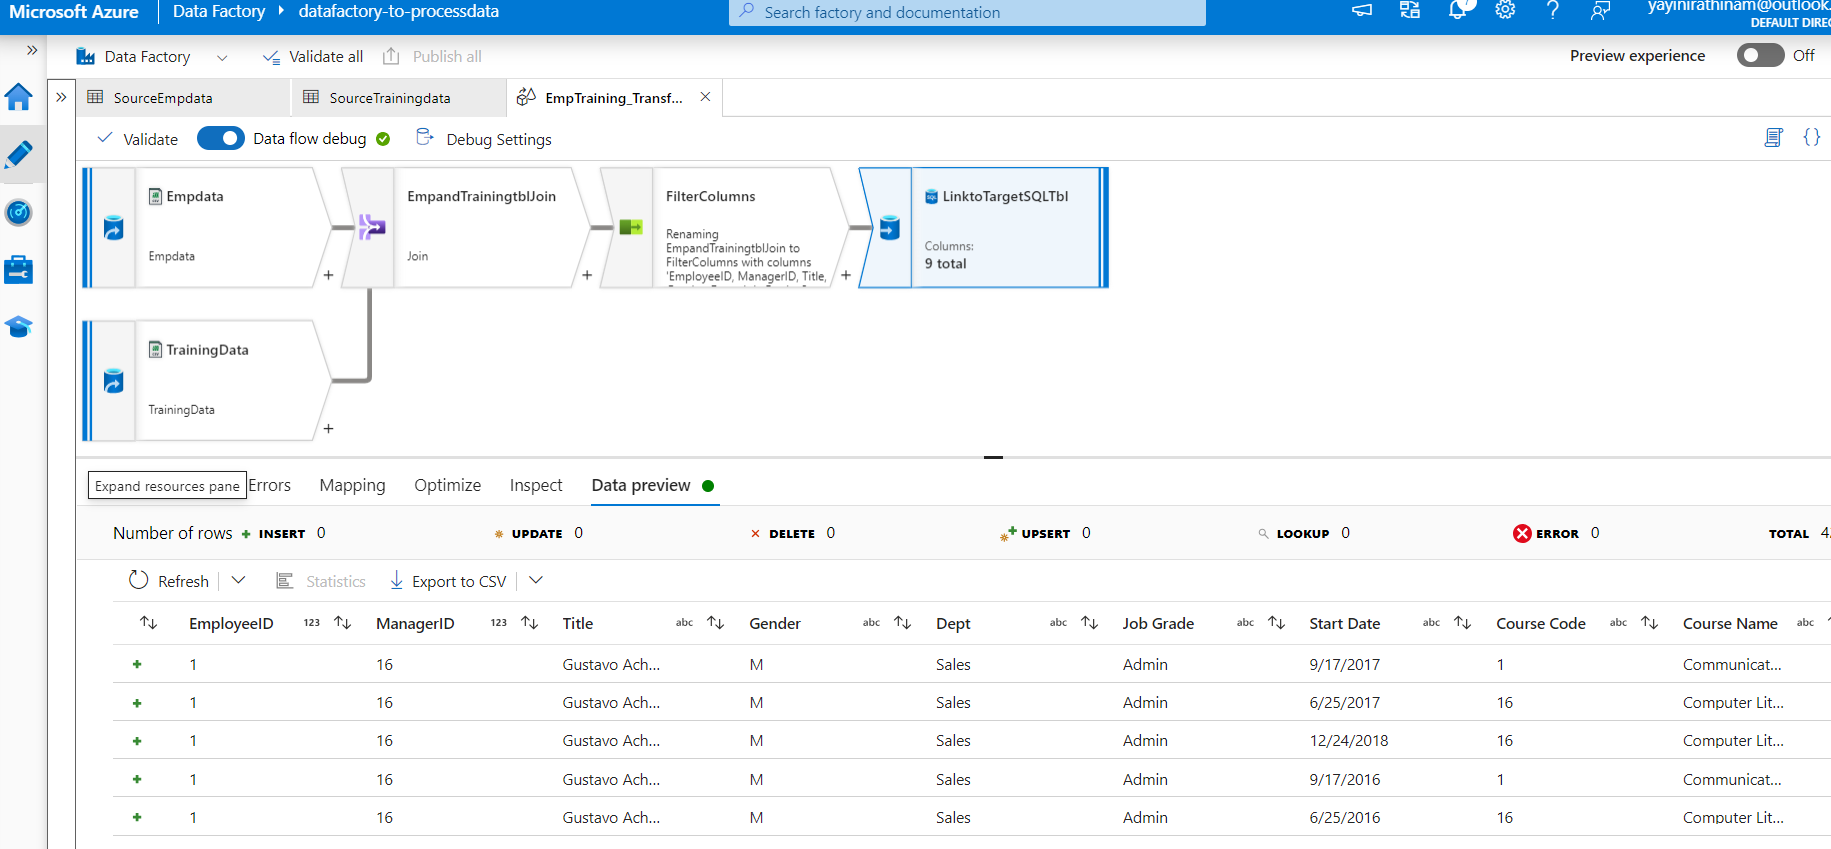 Microsoft Azure Data Factory datafactory-to-processdata Search factory and documentation 7 yayinirathinam@outlook.
DEFAULT DIREC
Data Factory Validate all Publish all Preview experience Off
SourceEmpdata SourceTrainingdata EmpTraining_Transf...
Validate Data flow debug Debug Settings
Empdata
Empdata
EmpandTrainingtblJoin
Join
FilterColumns
Renaming
EmpandTrainingtblJoin to
FilterColumns with columns
'EmployeeID, ManagerID, Title,
LinktoTargetSQLTbl
Columns:
9 total
TrainingData
TrainingData
Expand resources pane Errors Mapping Optimize Inspect Data preview
Number of rows INSERT 0 UPDATE 0 DELETE 0 UPSERT 0 LOOKUP 0 ERROR 0 TOTAL
Refresh Statistics Export to CSV
EmployeeID 123 ManagerID 123 Title abc Gender abc Dept abc Job Grade abc Start Date abc Course Code abc Course Name abc
1 16 Gustavo Ach... M Sales Admin 9/17/2017 1 Communicat...
1 16 Gustavo Ach... M Sales Admin 6/25/2017 16 Computer Lit...
1 16 Gustavo Ach... M Sales Admin 12/24/2018 16 Computer Lit...
1 16 Gustavo Ach... M Sales Admin 9/17/2016 1 Communicat...
1 16 Gustavo Ach... M Sales Admin 6/25/2016 16 Computer Lit...